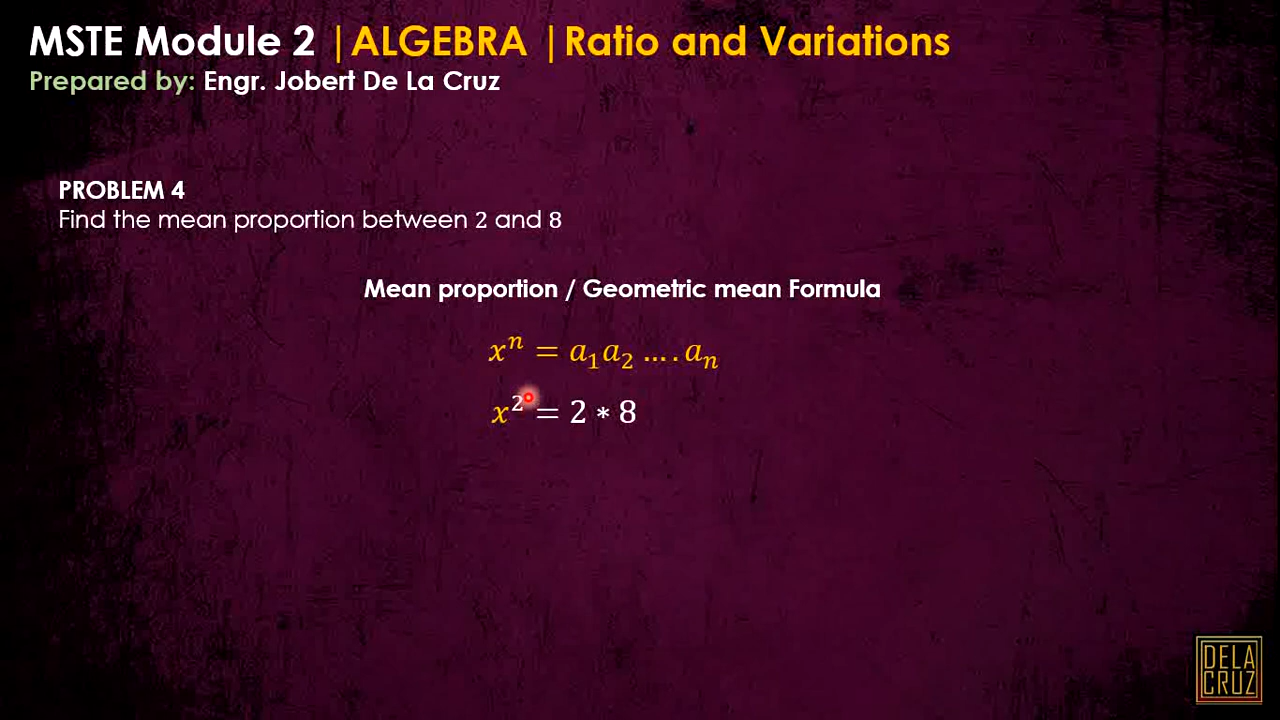 MSTE Module 2 |ALGEBRA |Ratio and Variations
Prepared by: Engr. Jobert De La Cruz
PROBLEM 4
Find the mean proportion between 2 and 8
Mean proportion / Geometric mean Formula
xⁿ = a₁a₂ .... aₙ
x² = 2 ∗ 8
DELA
CRUZ